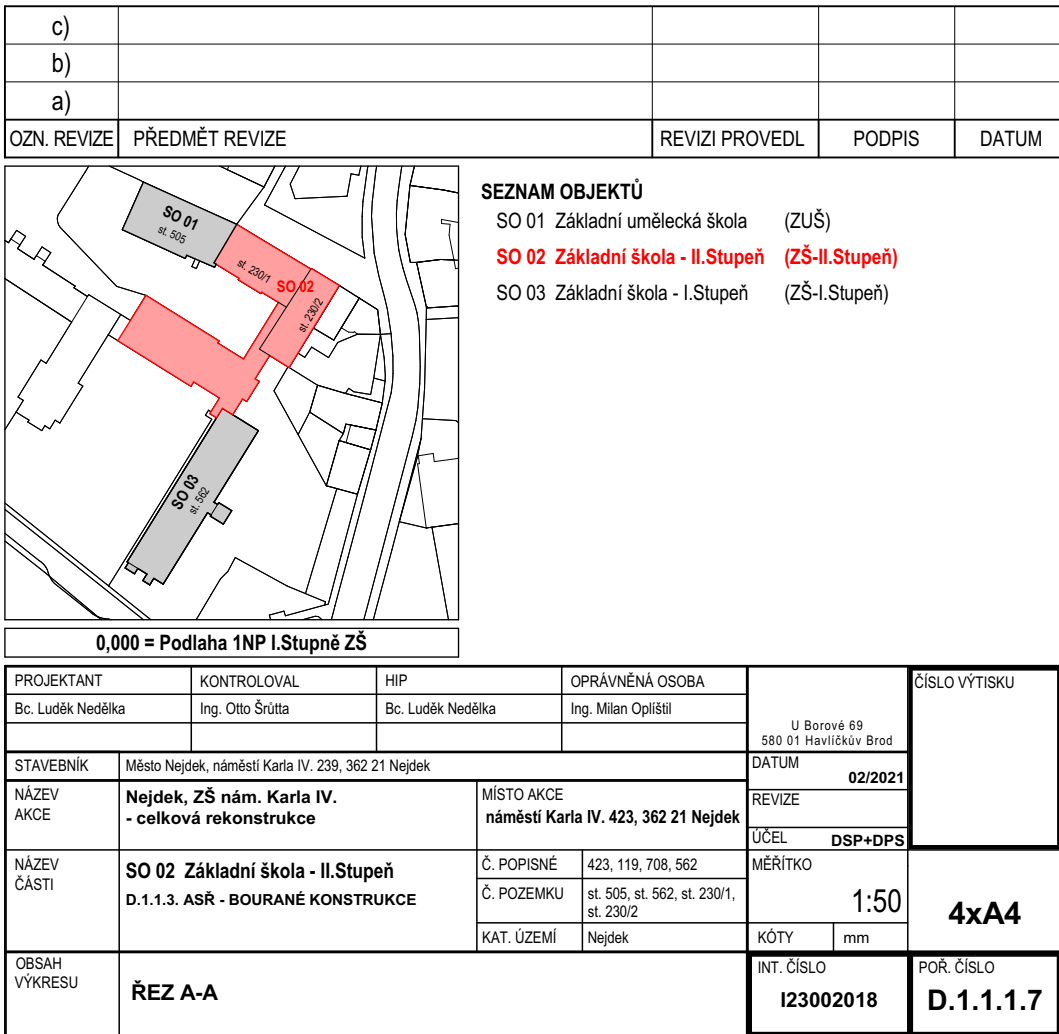 c)
b)
a)
OZN. REVIZE PŘEDMĚT REVIZE REVIZI PROVEDL PODPIS DATUM
SO 01
st. 505
st. 230/1
SO 02
st. 230/2
SO 03
st. 562
SEZNAM OBJEKTŮ
SO 01 Základní umělecká škola (ZUŠ)
SO 02 Základní škola - II.Stupeň (ZŠ-II.Stupeň)
SO 03 Základní škola - I.Stupeň (ZŠ-I.Stupeň)
0,000 = Podlaha 1NP I.Stupně ZŠ
PROJEKTANT KONTROLOVAL HIP OPRÁVNĚNÁ OSOBA ČÍSLO VÝTISKU
Bc. Luděk Nedělka Ing. Otto Šrůtta Bc. Luděk Nedělka Ing. Milan Oplíštil
U Borové 69
580 01 Havlíčkův Brod
STAVEBNÍK Město Nejdek, náměstí Karla IV. 239, 362 21 Nejdek
DATUM
02/2021
NÁZEV
AKCE
Nejdek, ZŠ nám. Karla IV.
- celková rekonstrukce
MÍSTO AKCE
náměstí Karla IV. 423, 362 21 Nejdek
REVIZE
ÚČEL DSP+DPS
NÁZEV
ČÁSTI
SO 02 Základní škola - II.Stupeň
D.1.1.3. ASŘ - BOURANÉ KONSTRUKCE
Č. POPISNÉ 423, 119, 708, 562
Č. POZEMKU st. 505, st. 562, st. 230/1,
st. 230/2
KAT. ÚZEMÍ Nejdek
MĚŘÍTKO
1:50
KÓTY mm
4xA4
OBSAH
VÝKRESU
ŘEZ A-A
INT. ČÍSLO
I23002018
POŘ. ČÍSLO
D.1.1.1.7